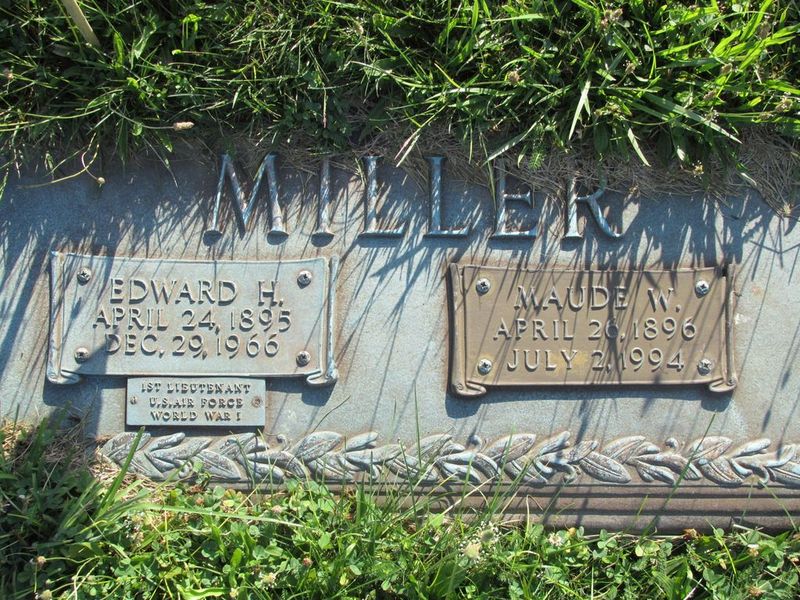 MILLER
EDWARD H.
APRIL 24, 1895
DEC, 29, 1966
1ST LIEUTENANT
U.S. AIR FORCE
WORLD WAR I
MAUDE W.
APRIL 26, 1896
JULY 2, 1994